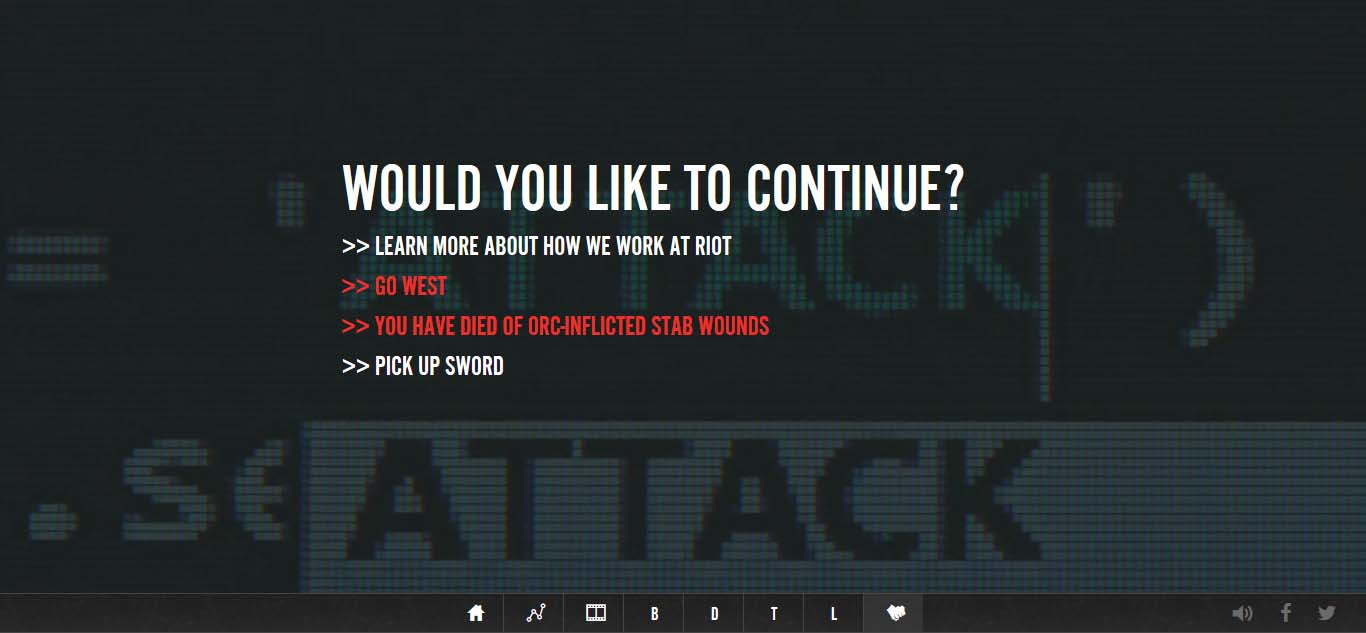 WOULD YOU LIKE TO CONTINUE?
>> LEARN MORE ABOUT HOW WE WORK AT RIOT
>> GO WEST
>> YOU HAVE DIED OF ORC-INFLICTED STAB WOUNDS
>> PICK UP SWORD
= 'ATTACK')
.se
ATTACK
B D T L